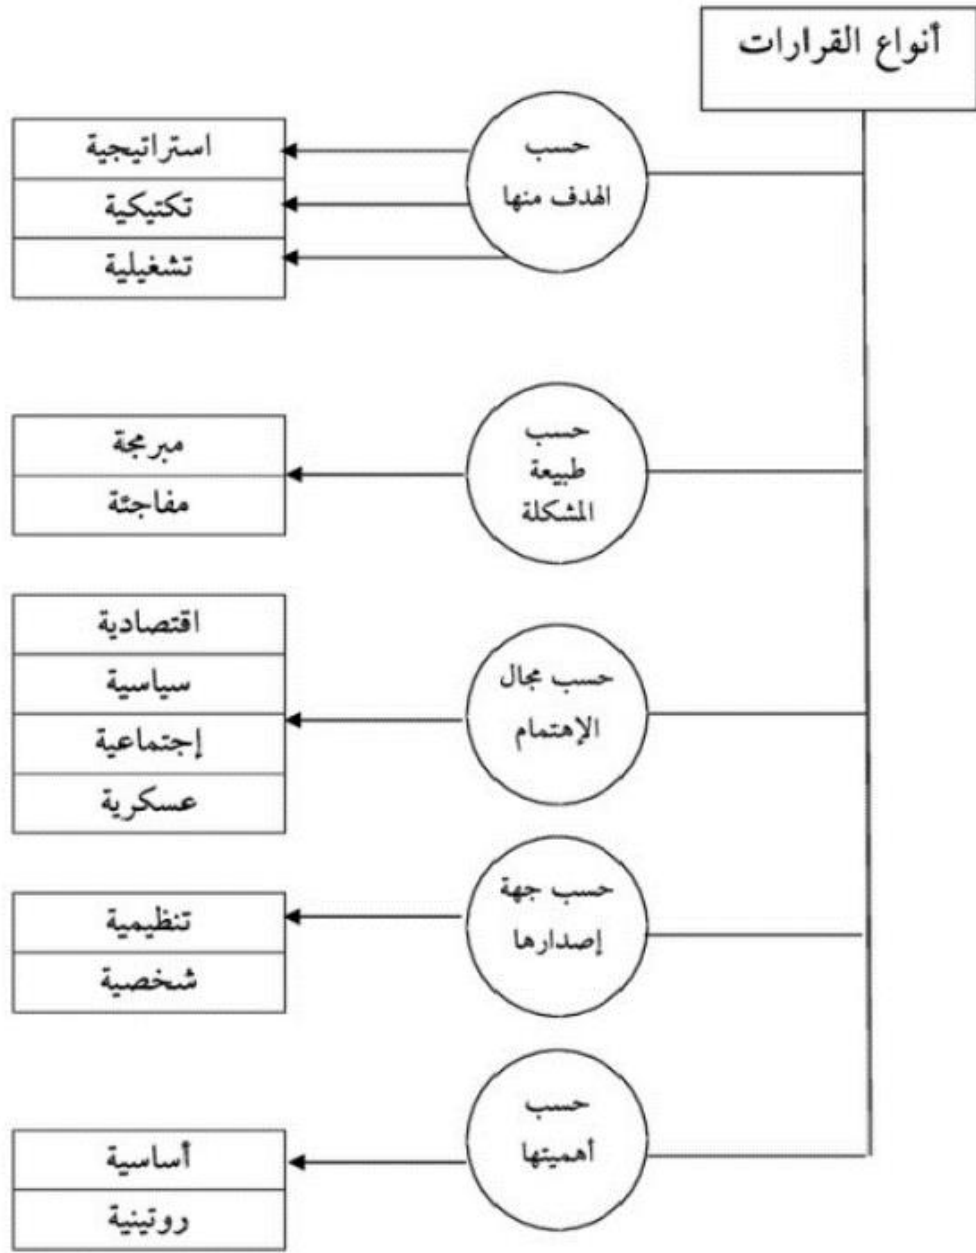 أنواع القرارات
حسب
الهدف منها
استراتيجية
تكتيكية
تشغيلية
حسب
طبيعة
المشكلة
مبرمجة
مفاجئة
حسب مجال
الإهتمام
اقتصادية
سياسية
إجتماعية
عسكرية
حسب جهة
إصدارها
تنظيمية
شخصية
حسب
أهميتها
أساسية
روتينية